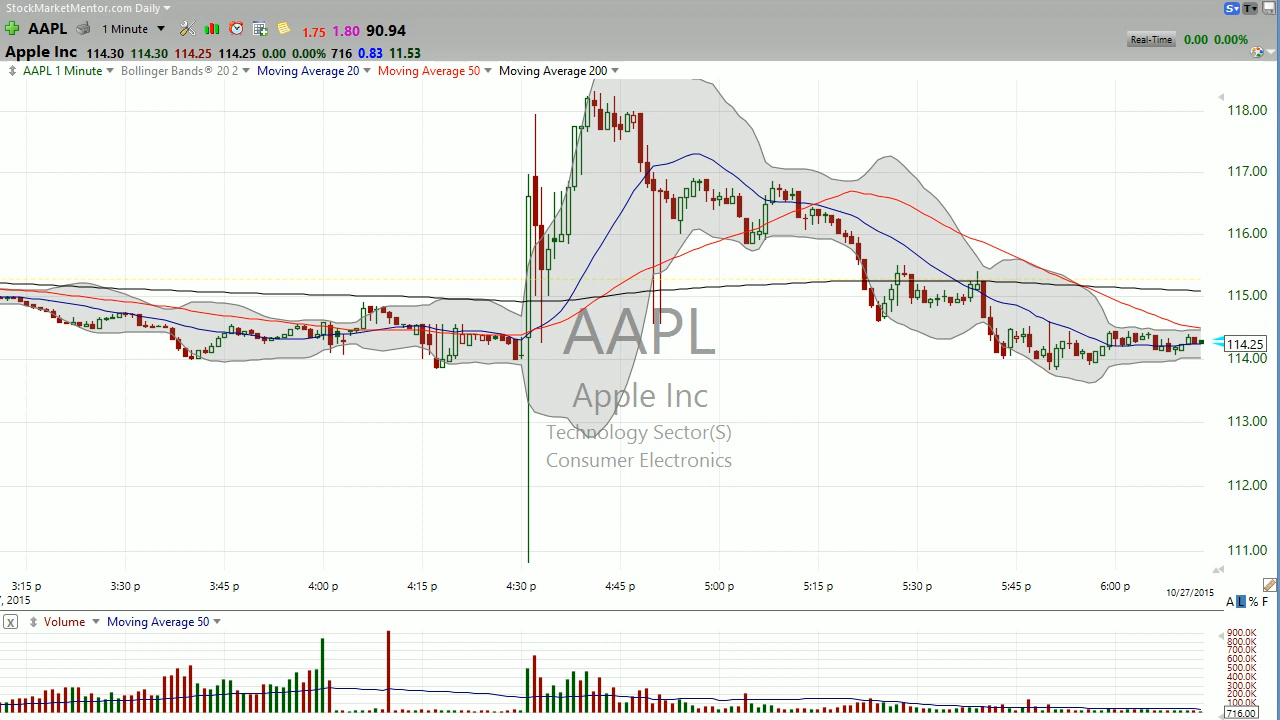 StockMarketMentor.com Daily
S T
AAPL 1 Minute 1.75 1.80 90.94
Apple Inc 114.30 114.30 114.25 114.25 0.00 0.00% 716 0.83 11.53
Real-Time 0.00 0.00%
AAPL 1 Minute Bollinger Bands® 20 2 Moving Average 20 Moving Average 50 Moving Average 200
118.00
117.00
116.00
115.00
114.25
114.00
113.00
112.00
111.00
AAPL
Apple Inc
Technology Sector(S)
Consumer Electronics
3:15 p 3:30 p 3:45 p 4:00 p 4:15 p 4:30 p 4:45 p 5:00 p 5:15 p 5:30 p 5:45 p 6:00 p
, 2015 10/27/2015 A L % F
X Volume Moving Average 50
900.0K
800.0K
700.0K
600.0K
500.0K
400.0K
300.0K
200.0K
100.0K
716.00